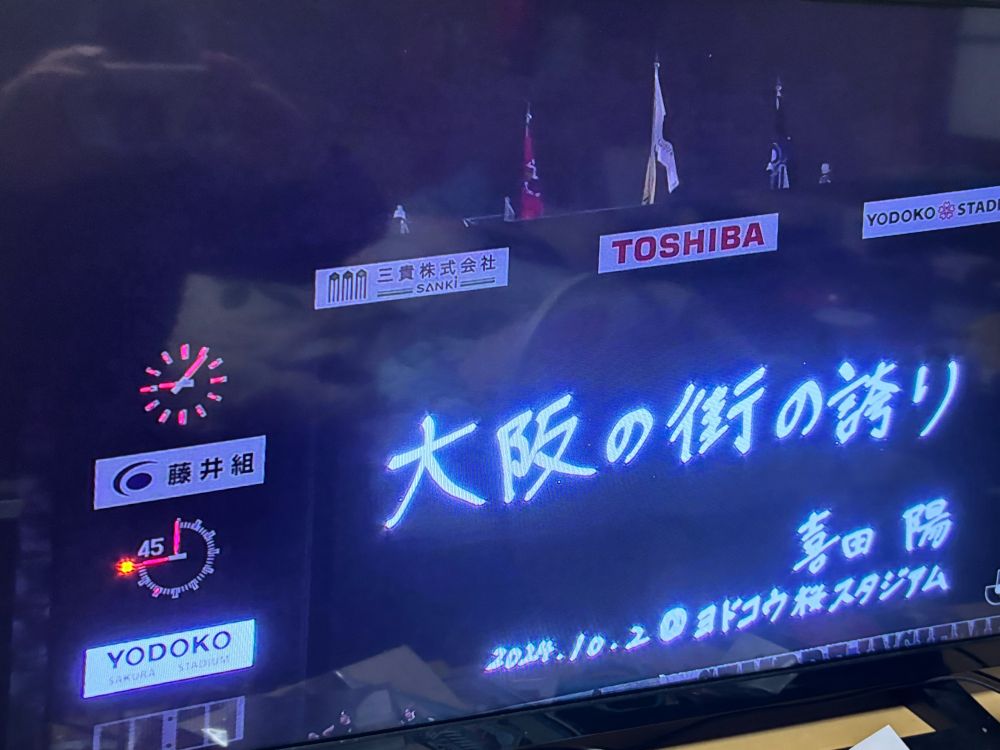 三貴株式会社
SANKI
TOSHIBA
YODOKO STADI
藤井組
45
YODOKO
SAKURA STADIUM
大阪の街の誇り
喜田 陽
2024.10.2 @ヨドコウ桜スタジアム